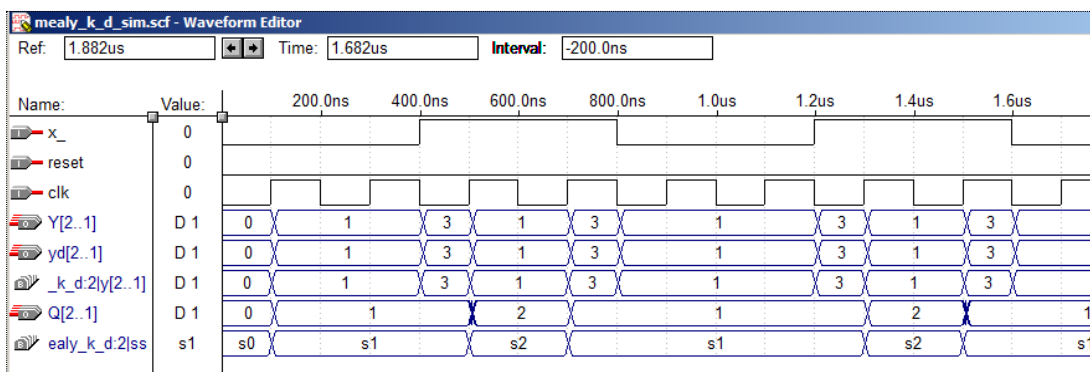 mealy_k_d_sim.scf - Waveform Editor
Ref: 1.882us Time: 1.682us Interval: -200.0ns
Name: Value: 200.0ns 400.0ns 600.0ns 800.0ns 1.0us 1.2us 1.4us 1.6us
x_ 0
reset 0
clk 0
Y[2..1] D 1 0 1 3 1 3 1 3 1 3
yd[2..1] D 1 0 1 3 1 3 1 3 1 3
_k_d:2|y[2..1] D 1 0 1 3 1 3 1 3 1 3
Q[2..1] D 1 0 1 2 1 2 1
ealy_k_d:2|ss s1 s0 s1 s2 s1 s2 s1